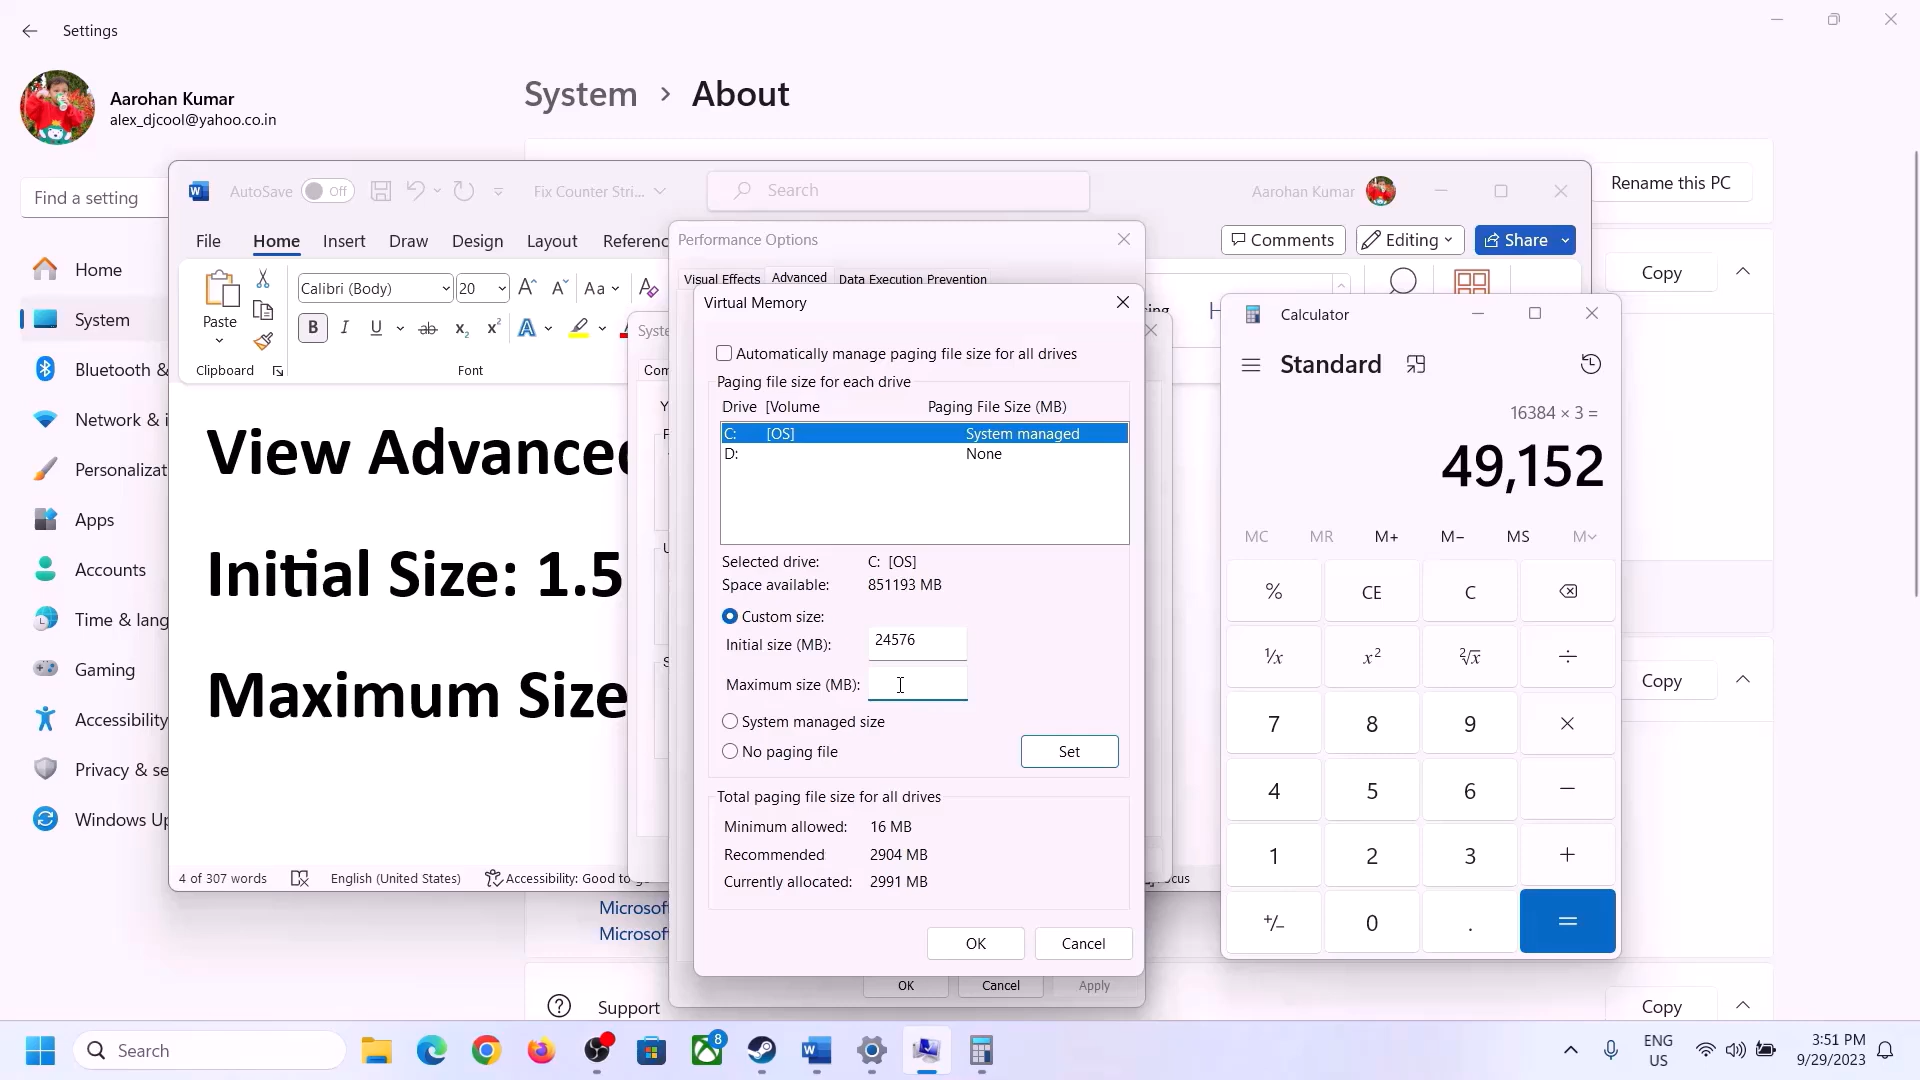 Settings
Aarohan Kumar
alex_djcool@yahoo.co.in
System > About
Find a setting
Rename this PC
Home
System
Bluetooth &
Network & i
Personalizat
Apps
Accounts
Time & lang
Gaming
Accessibility
Privacy & se
Windows Up
AutoSave Off
Fix Counter Stri...
Search
Aarohan Kumar
File Home Insert Draw Design Layout Referenc
Comments Editing Share
Paste
Calibri (Body) 20
Aa
B I U ab x₂ x² A
Clipboard
Font
View Advanced
Initial Size: 1.5
Maximum Size
4 of 307 words
English (United States)
Accessibility: Good to
ocus
Microsof
Microsof
Support
Copy
Copy
Copy
Syste
Com
Performance Options
Visual Effects Advanced Data Execution Prevention
Virtual Memory
Automatically manage paging file size for all drives
Paging file size for each drive
Drive [Volume Paging File Size (MB)
C: [OS] System managed
D: None
Selected drive: C: [OS]
Space available: 851193 MB
Custom size:
Initial size (MB): 24576
Maximum size (MB):
System managed size
No paging file
Set
Total paging file size for all drives
Minimum allowed: 16 MB
Recommended 2904 MB
Currently allocated: 2991 MB
OK Cancel
OK Cancel Apply
Calculator
Standard
16384 × 3 =
49,152
MC MR M+ M− MS M
% CE C
¹/x x² ²√x ÷
7 8 9 ×
4 5 6 −
1 2 3 +
+/− 0 . =
Search
8
ENG
US
3:51 PM
9/29/2023